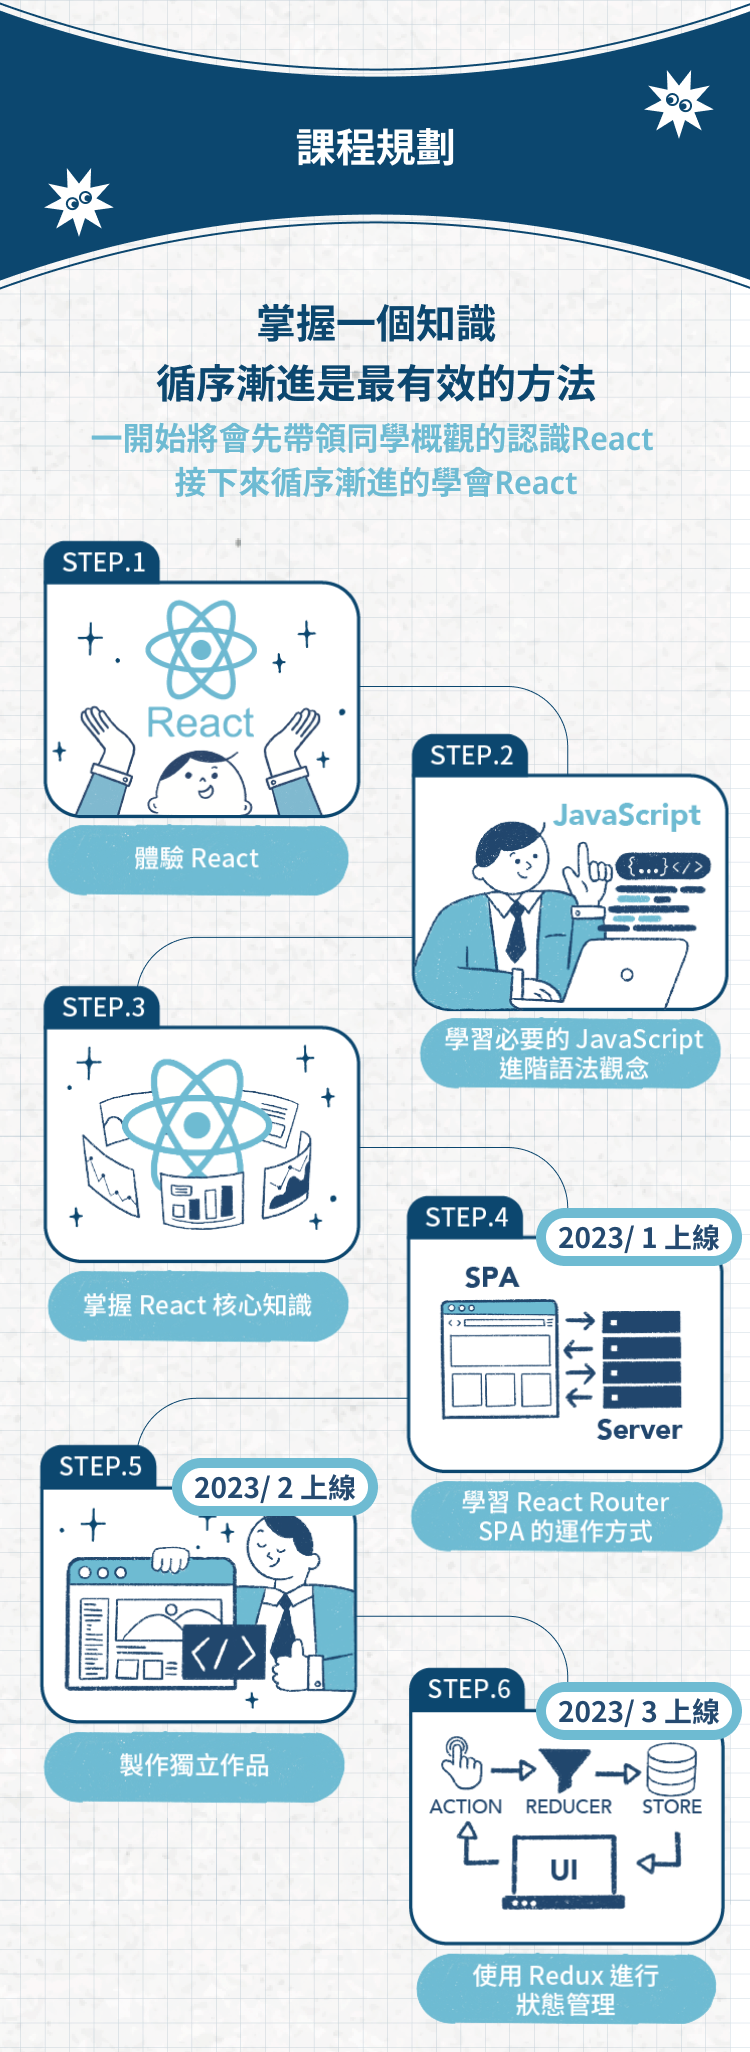 課程規劃
掌握一個知識
循序漸進是最有效的方法
一開始將會先帶領同學概觀的認識React
接下來循序漸進的學會React
STEP.1
React
體驗 React
STEP.2
JavaScript
{...}</>
學習必要的 JavaScript
進階語法觀念
STEP.3
掌握 React 核心知識
STEP.4
2023/ 1 上線
SPA
Server
學習 React Router
SPA 的運作方式
STEP.5
2023/ 2 上線
</>
製作獨立作品
STEP.6
2023/ 3 上線
ACTION REDUCER STORE
UI
使用 Redux 進行
狀態管理